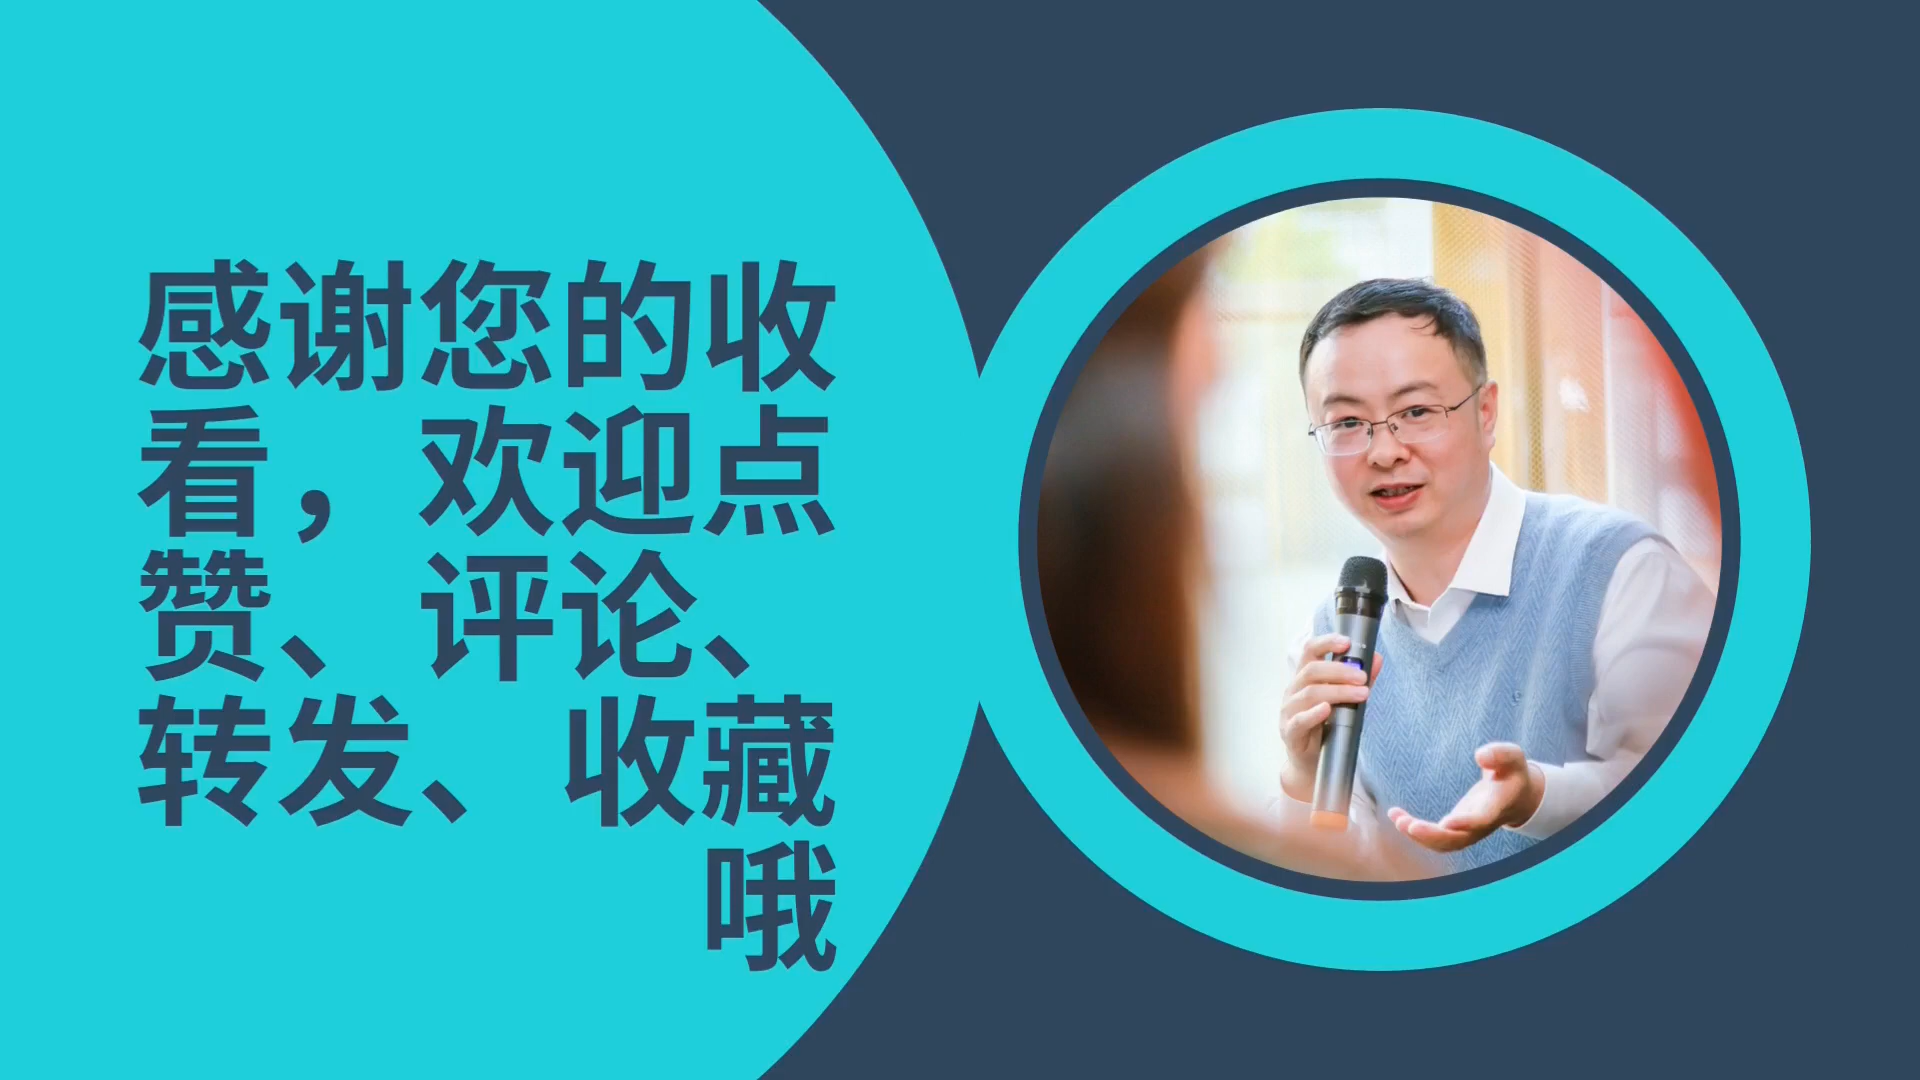 感谢您的收
看，欢迎点
赞、评论、
转发、收藏
哦